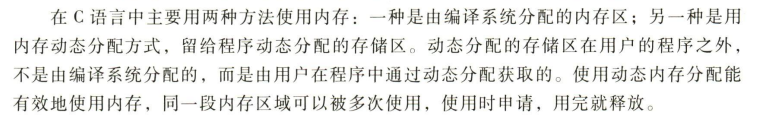 在 C 语言中主要用两种方法使用内存：一种是由编译系统分配的内存区；另一种是用
内存动态分配方式，留给程序动态分配的存储区。动态分配的存储区在用户的程序之外，
不是由编译系统分配的，而是由用户在程序中通过动态分配获取的。使用动态内存分配能
有效地使用内存，同一段内存区域可以被多次使用，使用时申请，用完就释放。